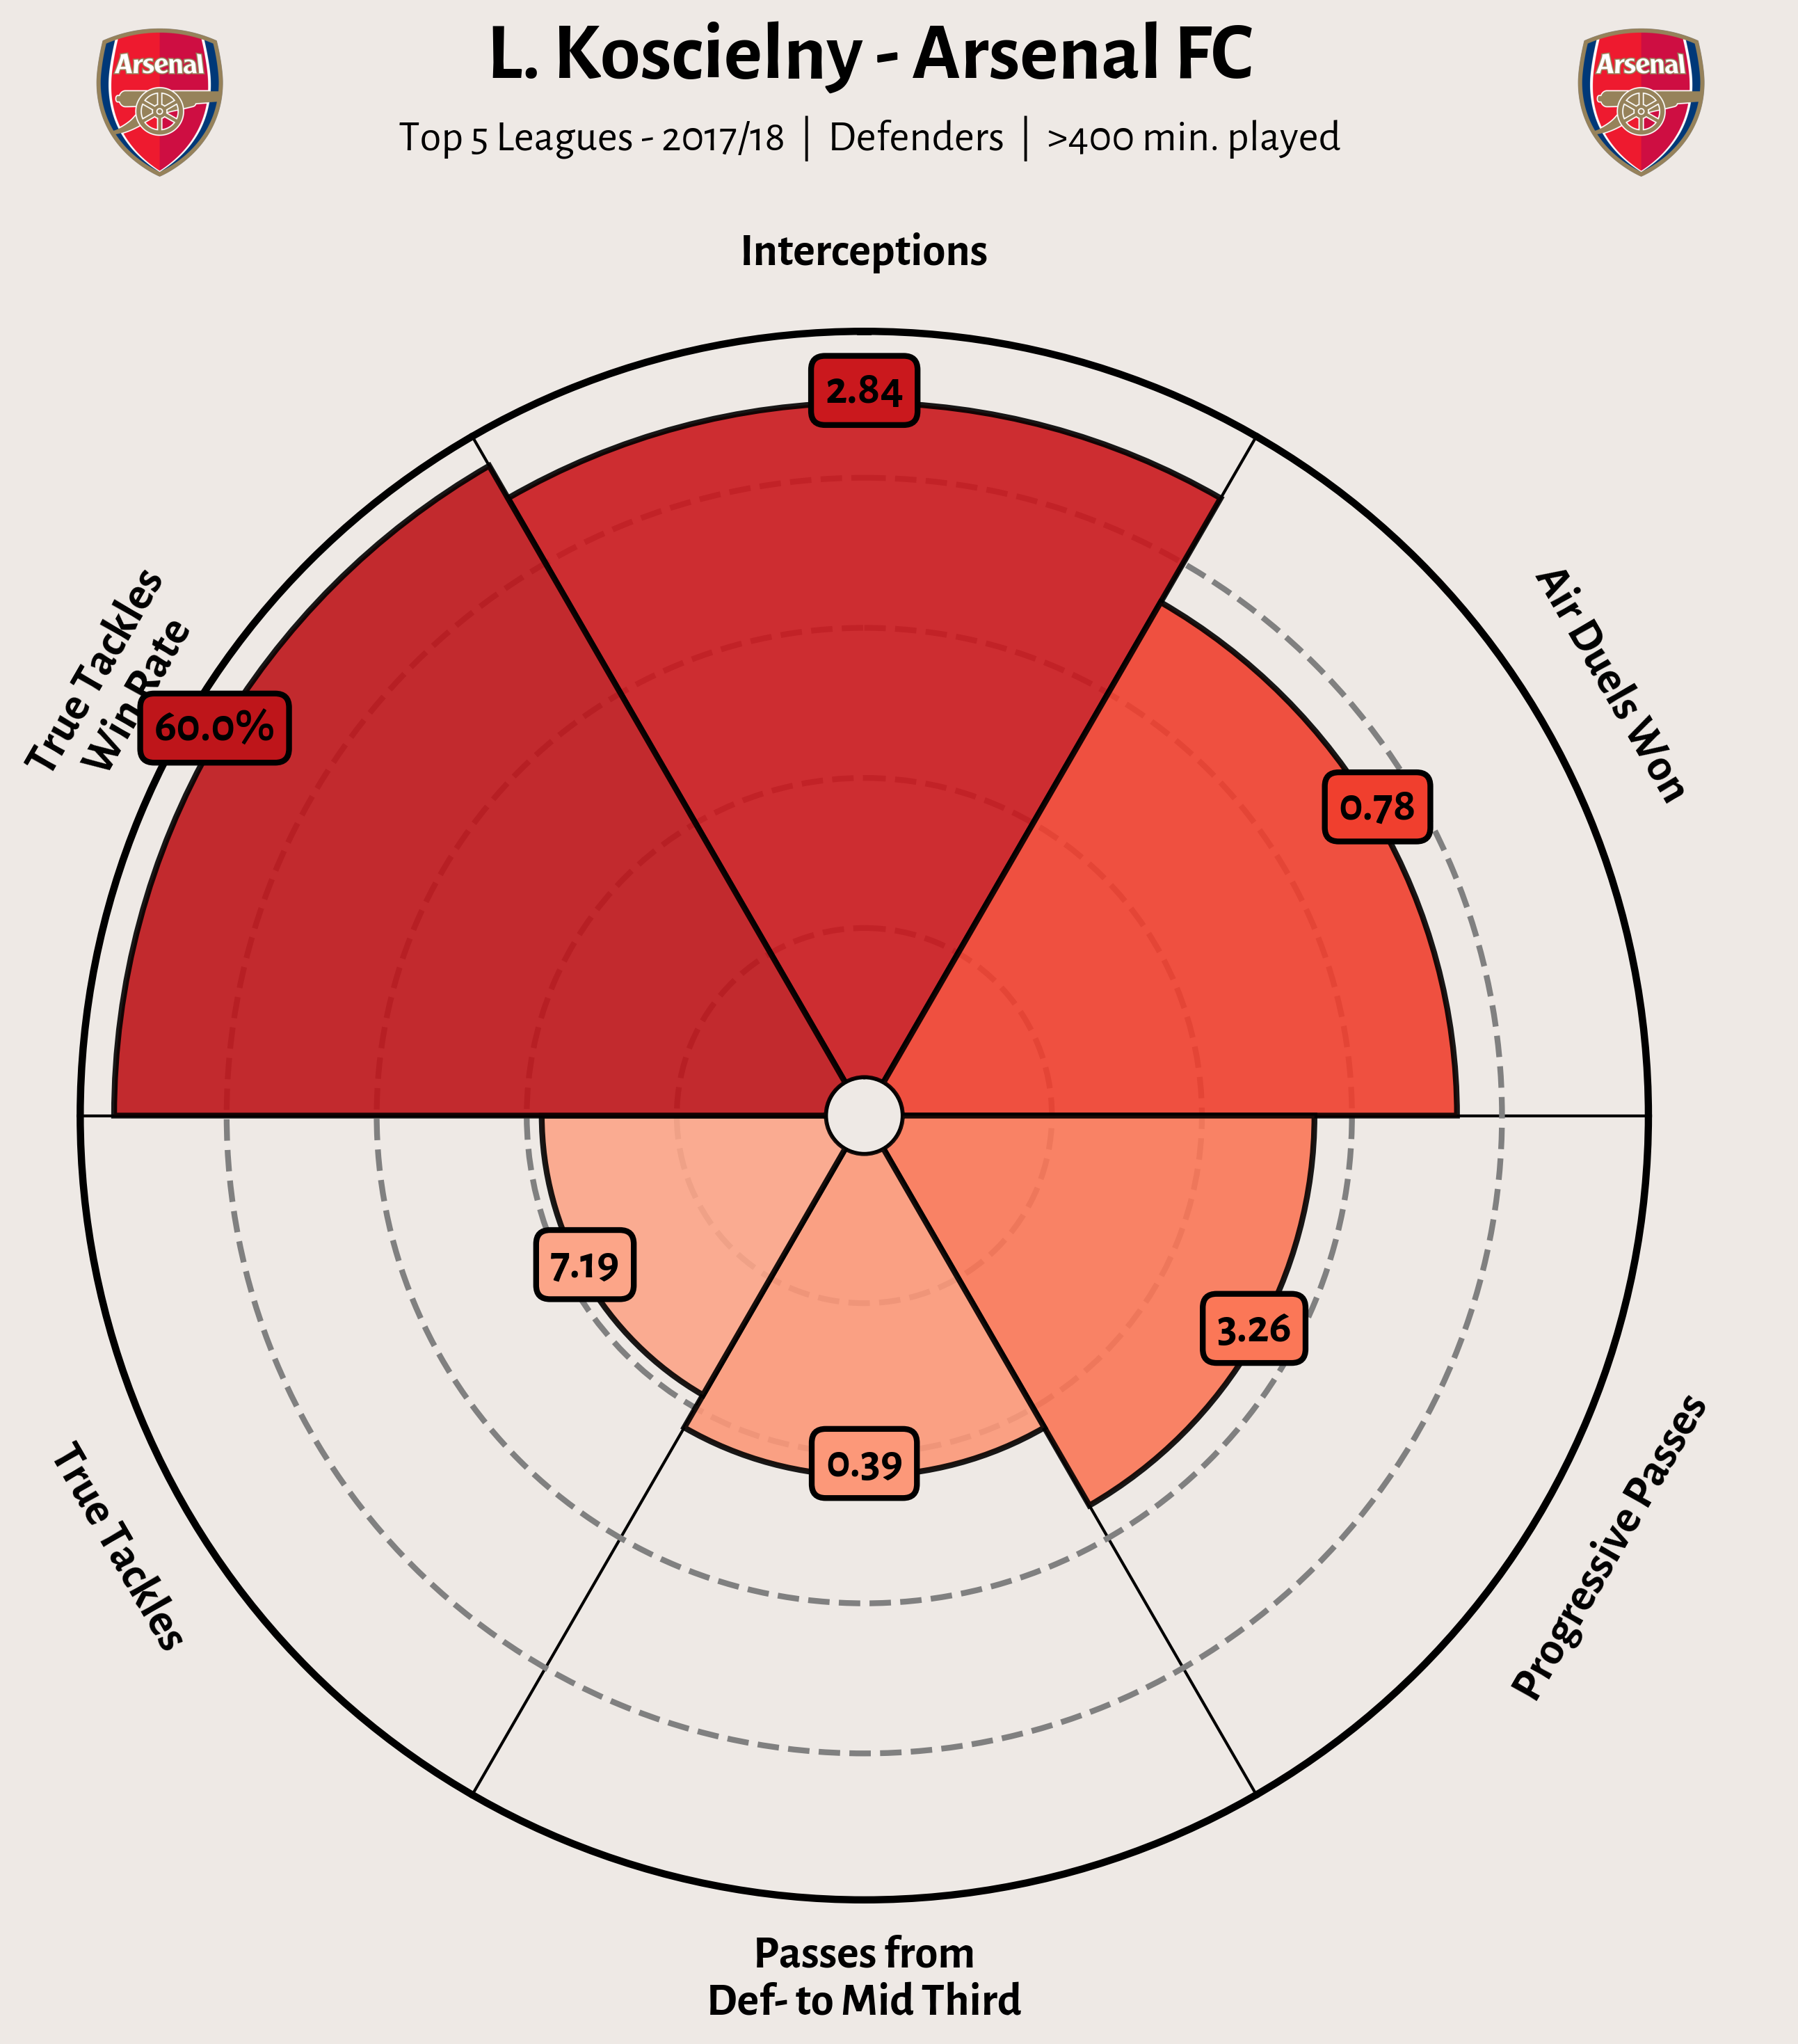 L. Koscielny - Arsenal FC
Arsenal
Arsenal
Top 5 Leagues - 2017/18 | Defenders | >400 min. played
Interceptions
2.84
True Tackles
Win Rate
60.0%
Air Duels Won
0.78
7.19
3.26
0.39
True Tackles
Progressive Passes
Passes from
Def- to Mid Third